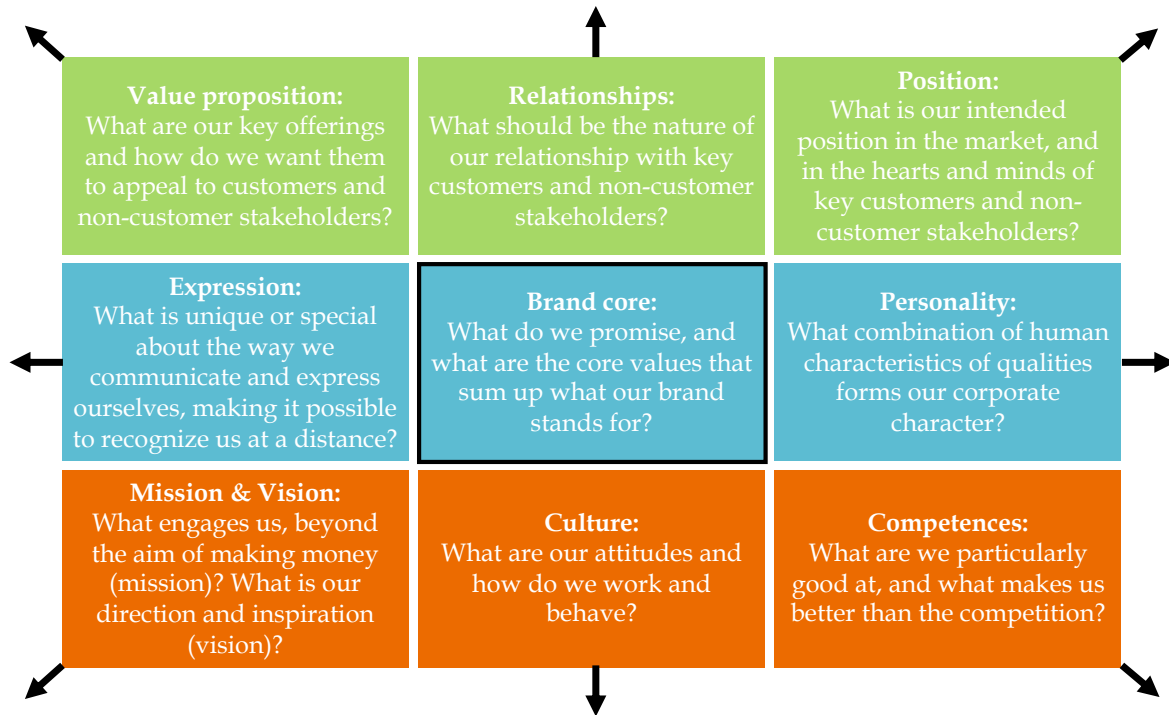 Value proposition:
What are our key offerings
and how do we want them
to appeal to customers and
non-customer stakeholders?
Relationships:
What should be the nature of
our relationship with key
customers and non-customer
stakeholders?
Position:
What is our intended
position in the market, and
in the hearts and minds of
key customers and non-
customer stakeholders?
Expression:
What is unique or special
about the way we
communicate and express
ourselves, making it possible
to recognize us at a distance?
Brand core:
What do we promise, and
what are the core values that
sum up what our brand
stands for?
Personality:
What combination of human
characteristics of qualities
forms our corporate
character?
Mission & Vision:
What engages us, beyond
the aim of making money
(mission)? What is our
direction and inspiration
(vision)?
Culture:
What are our attitudes and
how do we work and
behave?
Competences:
What are we particularly
good at, and what makes us
better than the competition?